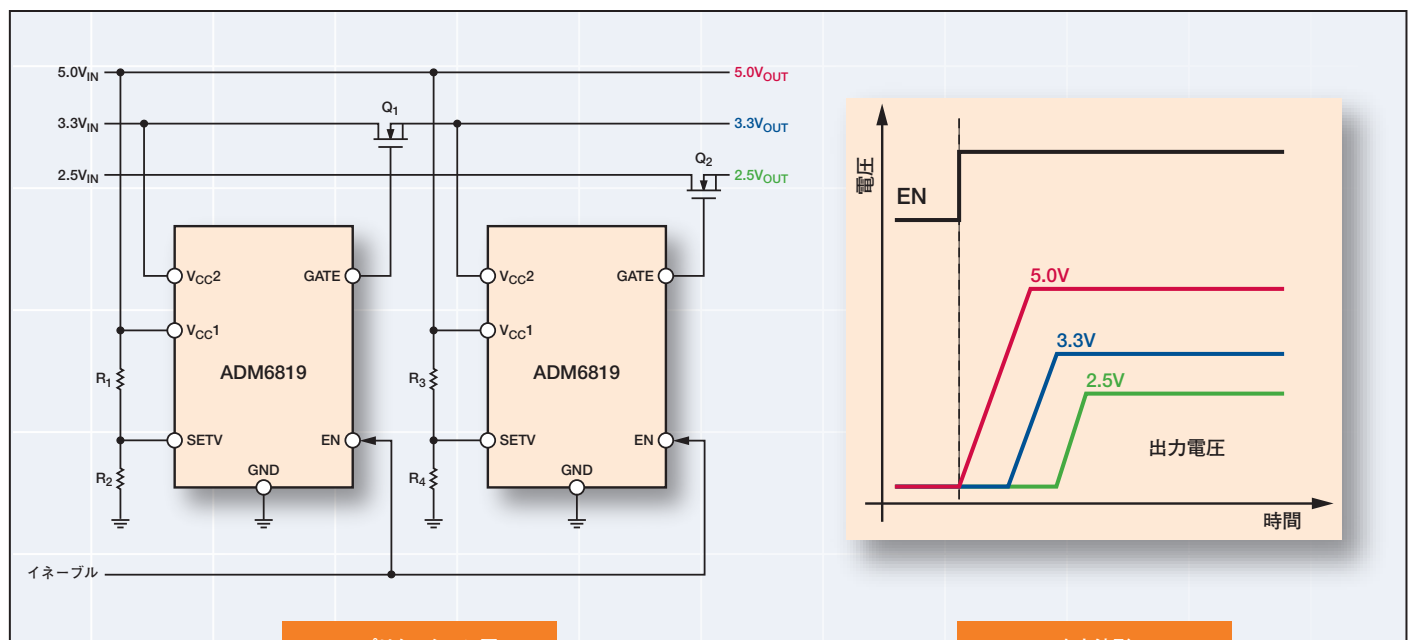 5.0VIN
5.0VOUT
Q1
3.3VIN
3.3VOUT
Q2
2.5VIN
2.5VOUT
VCC2
GATE
VCC1
R1
ADM6819
SETV
EN
R2
GND
VCC2
GATE
VCC1
R3
ADM6819
SETV
EN
R4
GND
イネーブル
電圧
EN
5.0V
3.3V
2.5V
出力電圧
時間